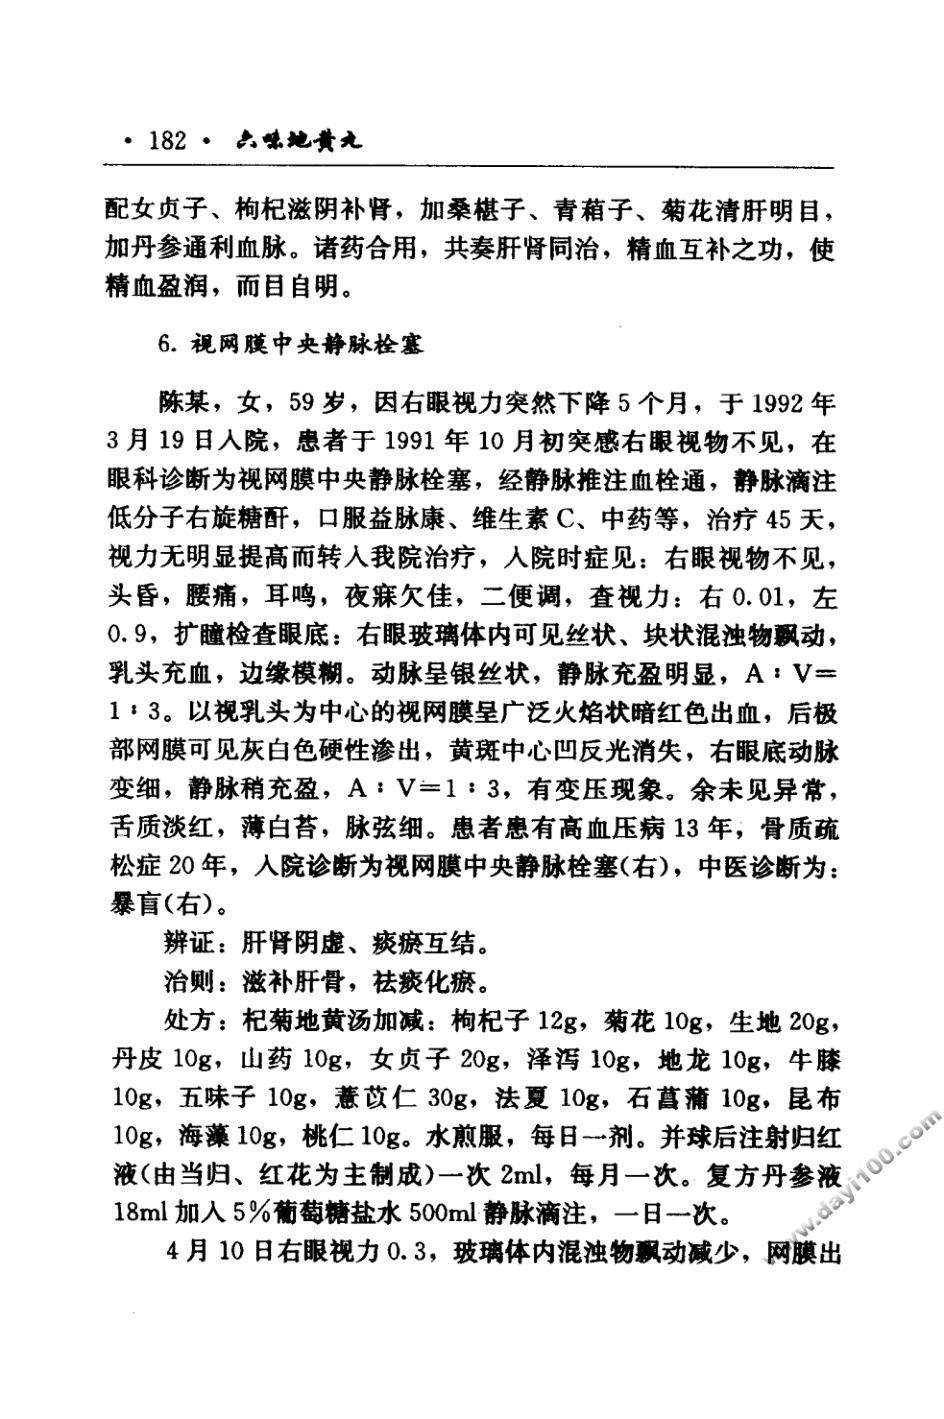 ·182· 六味地黄丸
配女贞子、枸杞滋阴补肾，加桑椹子、青葙子、菊花清肝明目，
加丹参通利血脉。诸药合用，共奏肝肾同治，精血互补之功，使
精血盈润，而目自明。
6. 视网膜中央静脉栓塞
陈某，女，59岁，因右眼视力突然下降5个月，于1992年
3月19日入院，患者于1991年10月初突感右眼视物不见，在
眼科诊断为视网膜中央静脉栓塞，经静脉推注血栓通，静脉滴注
低分子右旋糖酐，口服益脉康、维生素C、中药等，治疗45天，
视力无明显提高而转入我院治疗，入院时症见：右眼视物不见，
头昏，腰痛，耳鸣，夜寐欠佳，二便调，查视力：右0.01，左
0.9，扩瞳检查眼底：右眼玻璃体内可见丝状、块状混浊物飘动，
乳头充血，边缘模糊。动脉呈银丝状，静脉充盈明显，A：V＝
1：3。以视乳头为中心的视网膜呈广泛火焰状暗红色出血，后极
部网膜可见灰白色硬性渗出，黄斑中心凹反光消失，右眼底动脉
变细，静脉稍充盈，A：V＝1：3，有变压现象。余未见异常，
舌质淡红，薄白苔，脉弦细。患者患有高血压病13年，骨质疏
松症20年，入院诊断为视网膜中央静脉栓塞(右)，中医诊断为：
暴盲(右)。
辨证：肝肾阴虚、痰瘀互结。
治则：滋补肝骨，祛痰化瘀。
处方：杞菊地黄汤加减：枸杞子12g，菊花10g，生地20g，
丹皮10g，山药10g，女贞子20g，泽泻10g，地龙10g，牛膝
10g，五味子10g，薏苡仁30g，法夏10g，石菖蒲10g，昆布
10g，海藻10g，桃仁10g。水煎服，每日一剂。并球后注射归红
液(由当归、红花为主制成)一次2ml，每月一次。复方丹参液
18ml加入5%葡萄糖盐水500ml静脉滴注，一日一次。
4月10日右眼视力0.3，玻璃体内混浊物飘动减少，网膜出
www.dayi100.com